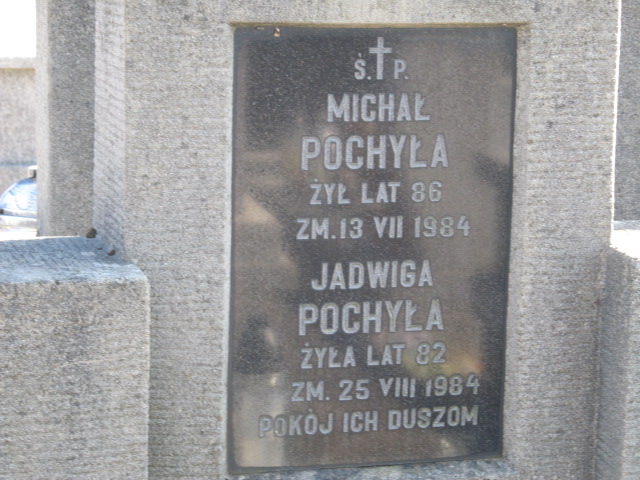 Ś. P.
MICHAŁ
POCHYŁA
ŻYŁ LAT 86
ZM. 13 VII 1984
JADWIGA
POCHYŁA
ŻYŁA LAT 82
ZM. 25 VIII 1984
POKÓJ ICH DUSZOM